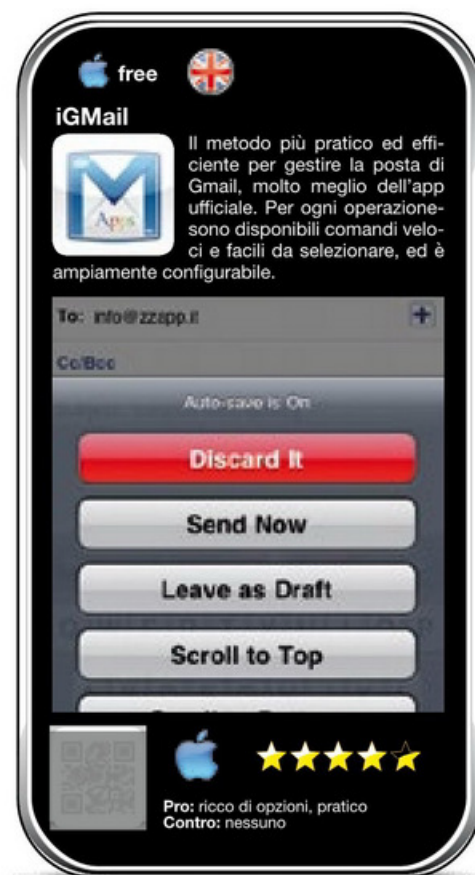 free
iGMail
Apps
Il metodo più pratico ed effi-
ciente per gestire la posta di
Gmail, molto meglio dell'app
ufficiale. Per ogni operazione-
sono disponibili comandi velo-
ci e facili da selezionare, ed è
ampiamente configurabile.
To: info@zzapp.it
Cc/Bcc
Auto-save is On
Discard It
Send Now
Leave as Draft
Scroll to Top
Pro: ricco di opzioni, pratico
Contro: nessuno